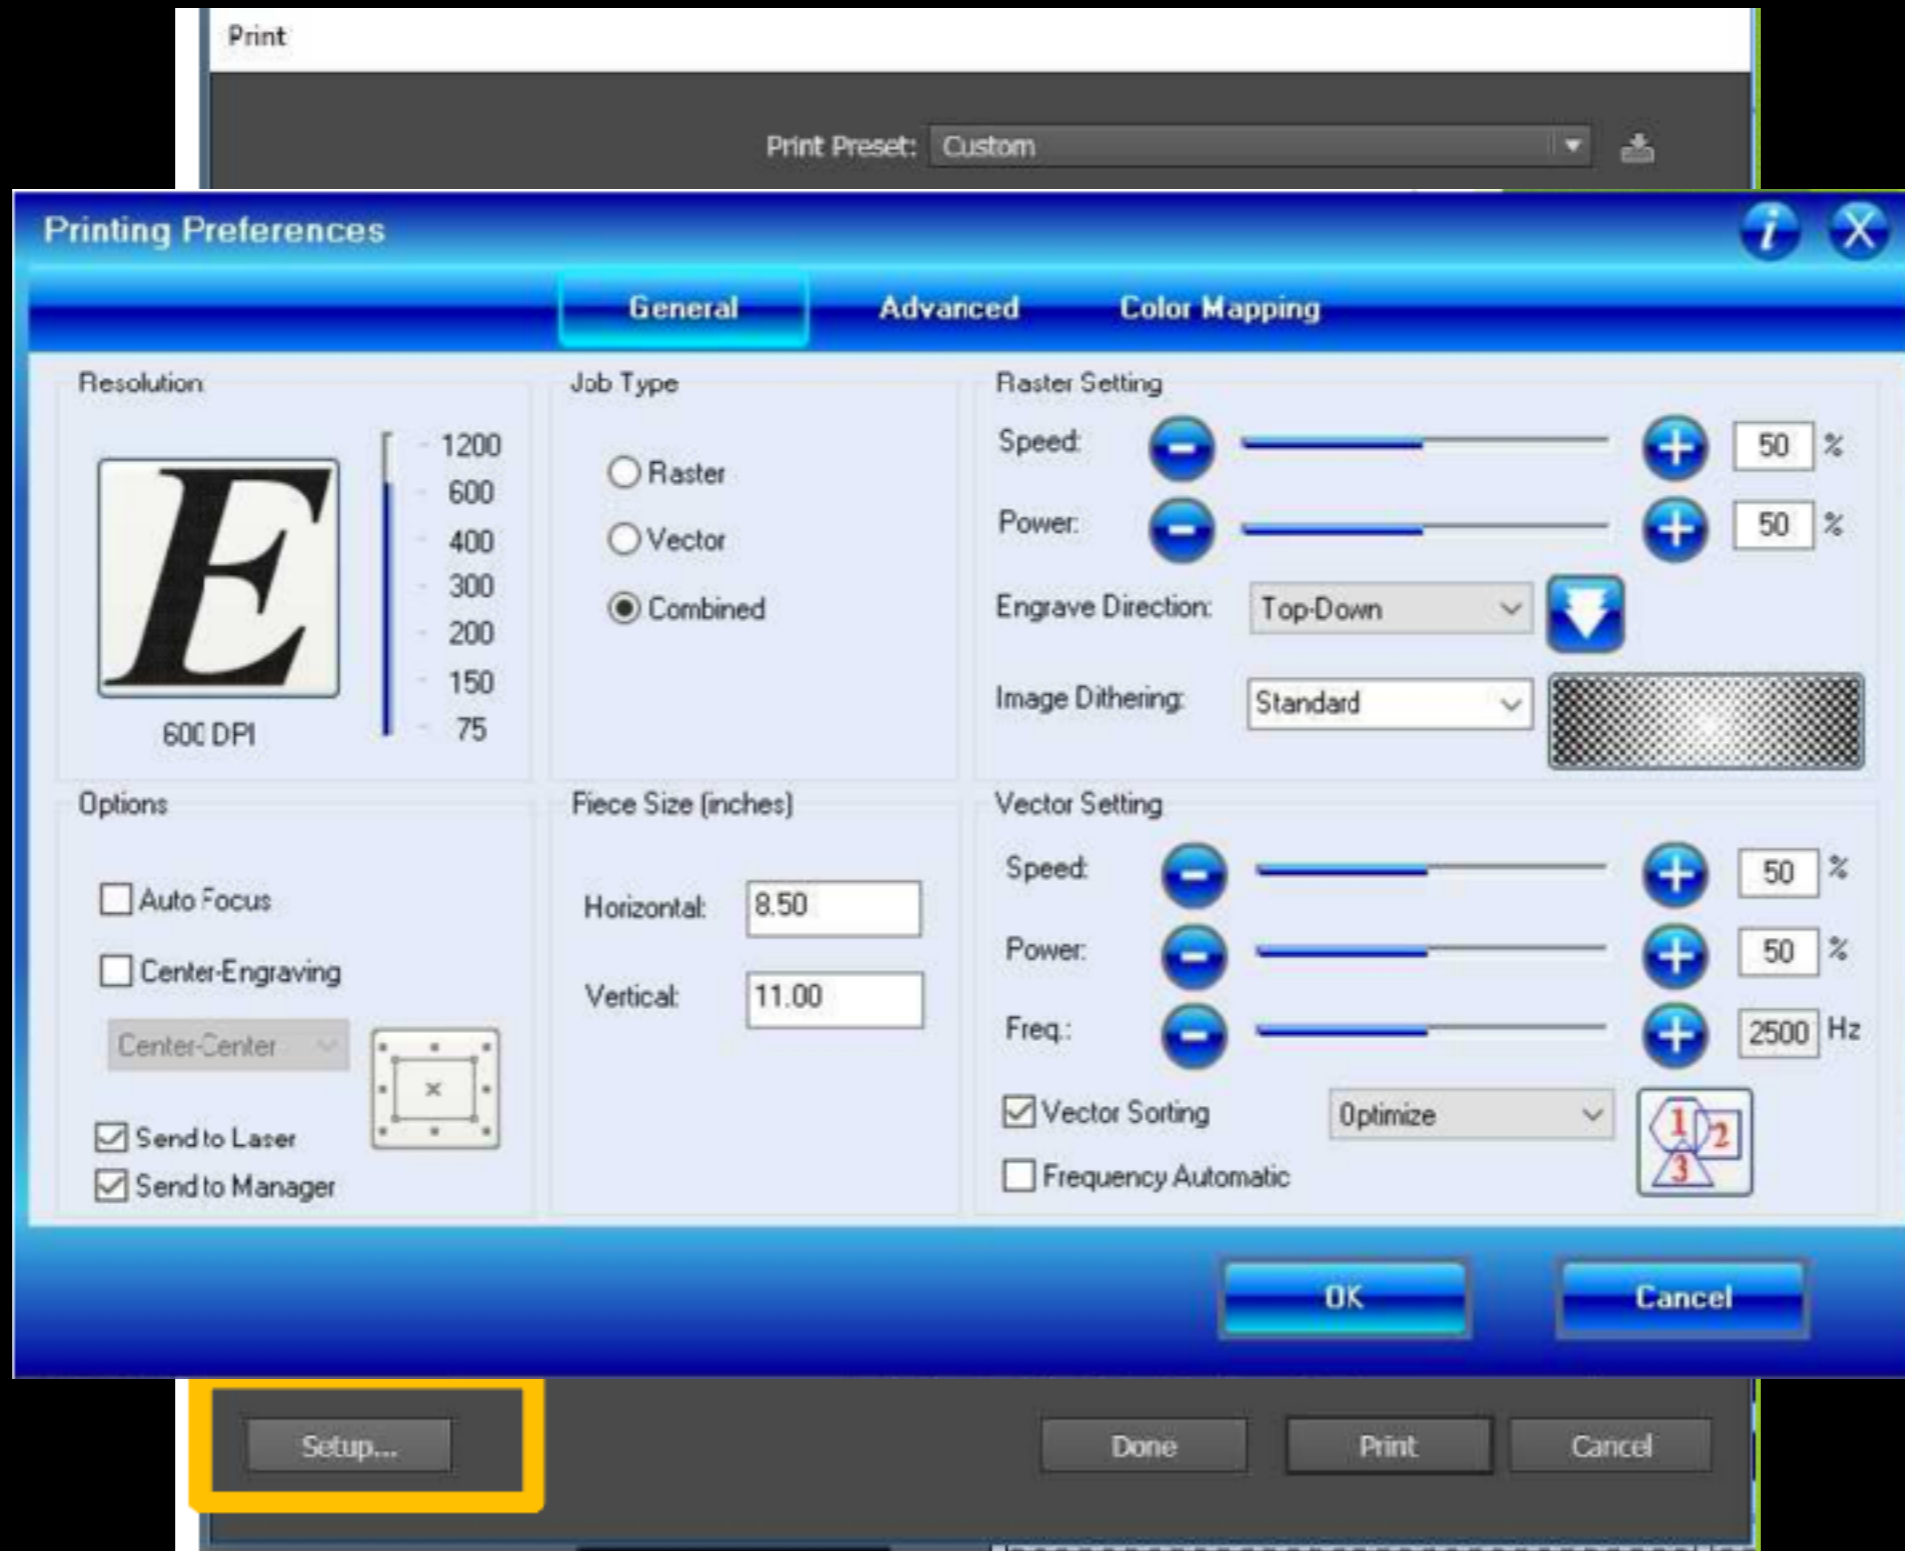 Print
Print Preset: Custom
Printing Preferences
i X
General Advanced Color Mapping
Resolution
E
600 DPI
1200
600
400
300
200
150
75
Job Type
Raster
Vector
Combined
Raster Setting
Speed: 50 %
Power: 50 %
Engrave Direction: Top-Down
Image Dithering: Standard
Options
Auto Focus
Center-Engraving
Center-Center
Send to Laser
Send to Manager
Fiece Size (inches)
Horizontal: 8.50
Vertical: 11.00
Vector Setting
Speed: 50 %
Power: 50 %
Freq.: 2500 Hz
Vector Sorting Optimize
1 2
3
Frequency Automatic
OK Cancel
Setup... Done Print Cancel